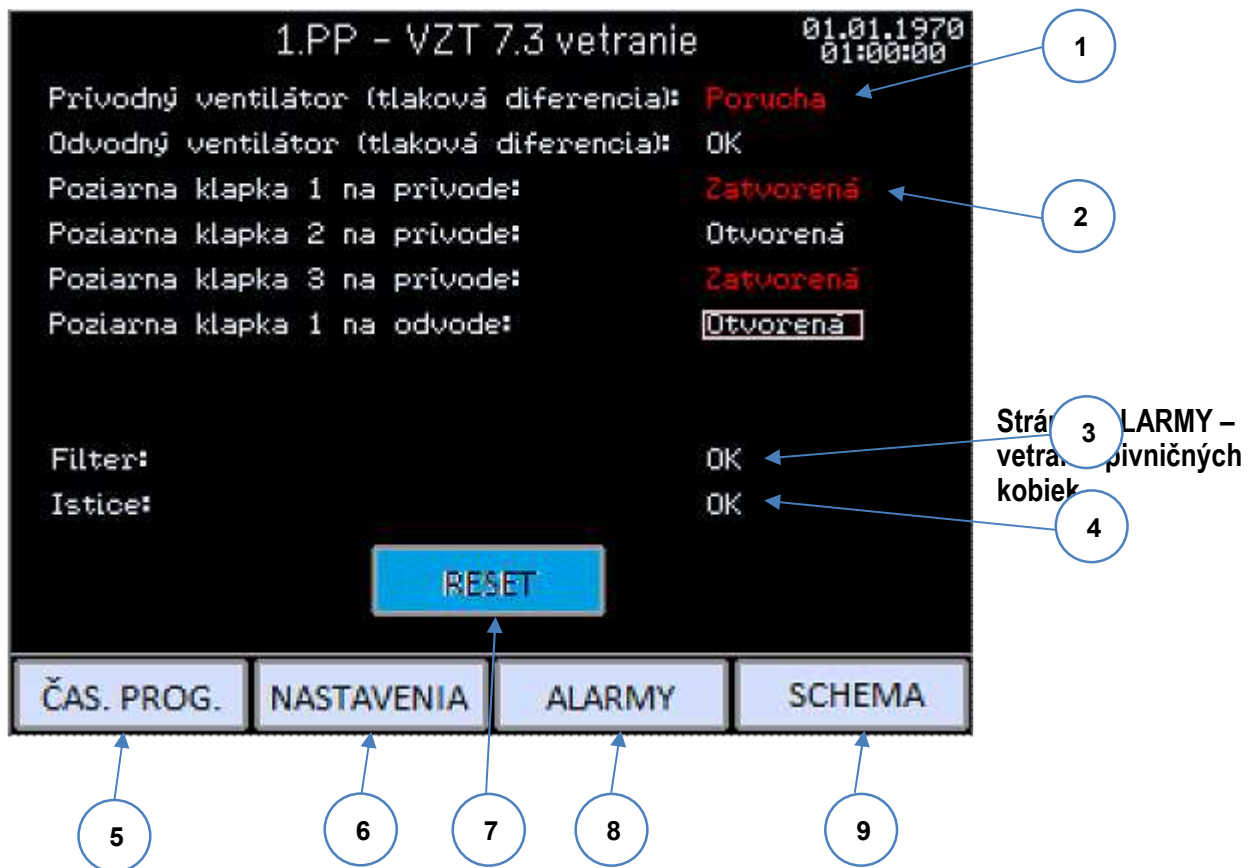 1.PP – VZT 7.3 vetranie
01.01.1970
01:00:00
1
Prívodný ventilátor (tlaková diferencia): Porucha
Odvodný ventilátor (tlaková diferencia): OK
Poziarna klapka 1 na prívode: Zatvorená
2
Poziarna klapka 2 na prívode: Otvorená
Poziarna klapka 3 na prívode: Zatvorená
Poziarna klapka 1 na odvode: Otvorená
LARMY –
3
pivničných
kobiek
Filter: OK
Istice: OK
4
RESET
ČAS. PROG. NASTAVENIA ALARMY SCHEMA
5 6 7 8 9